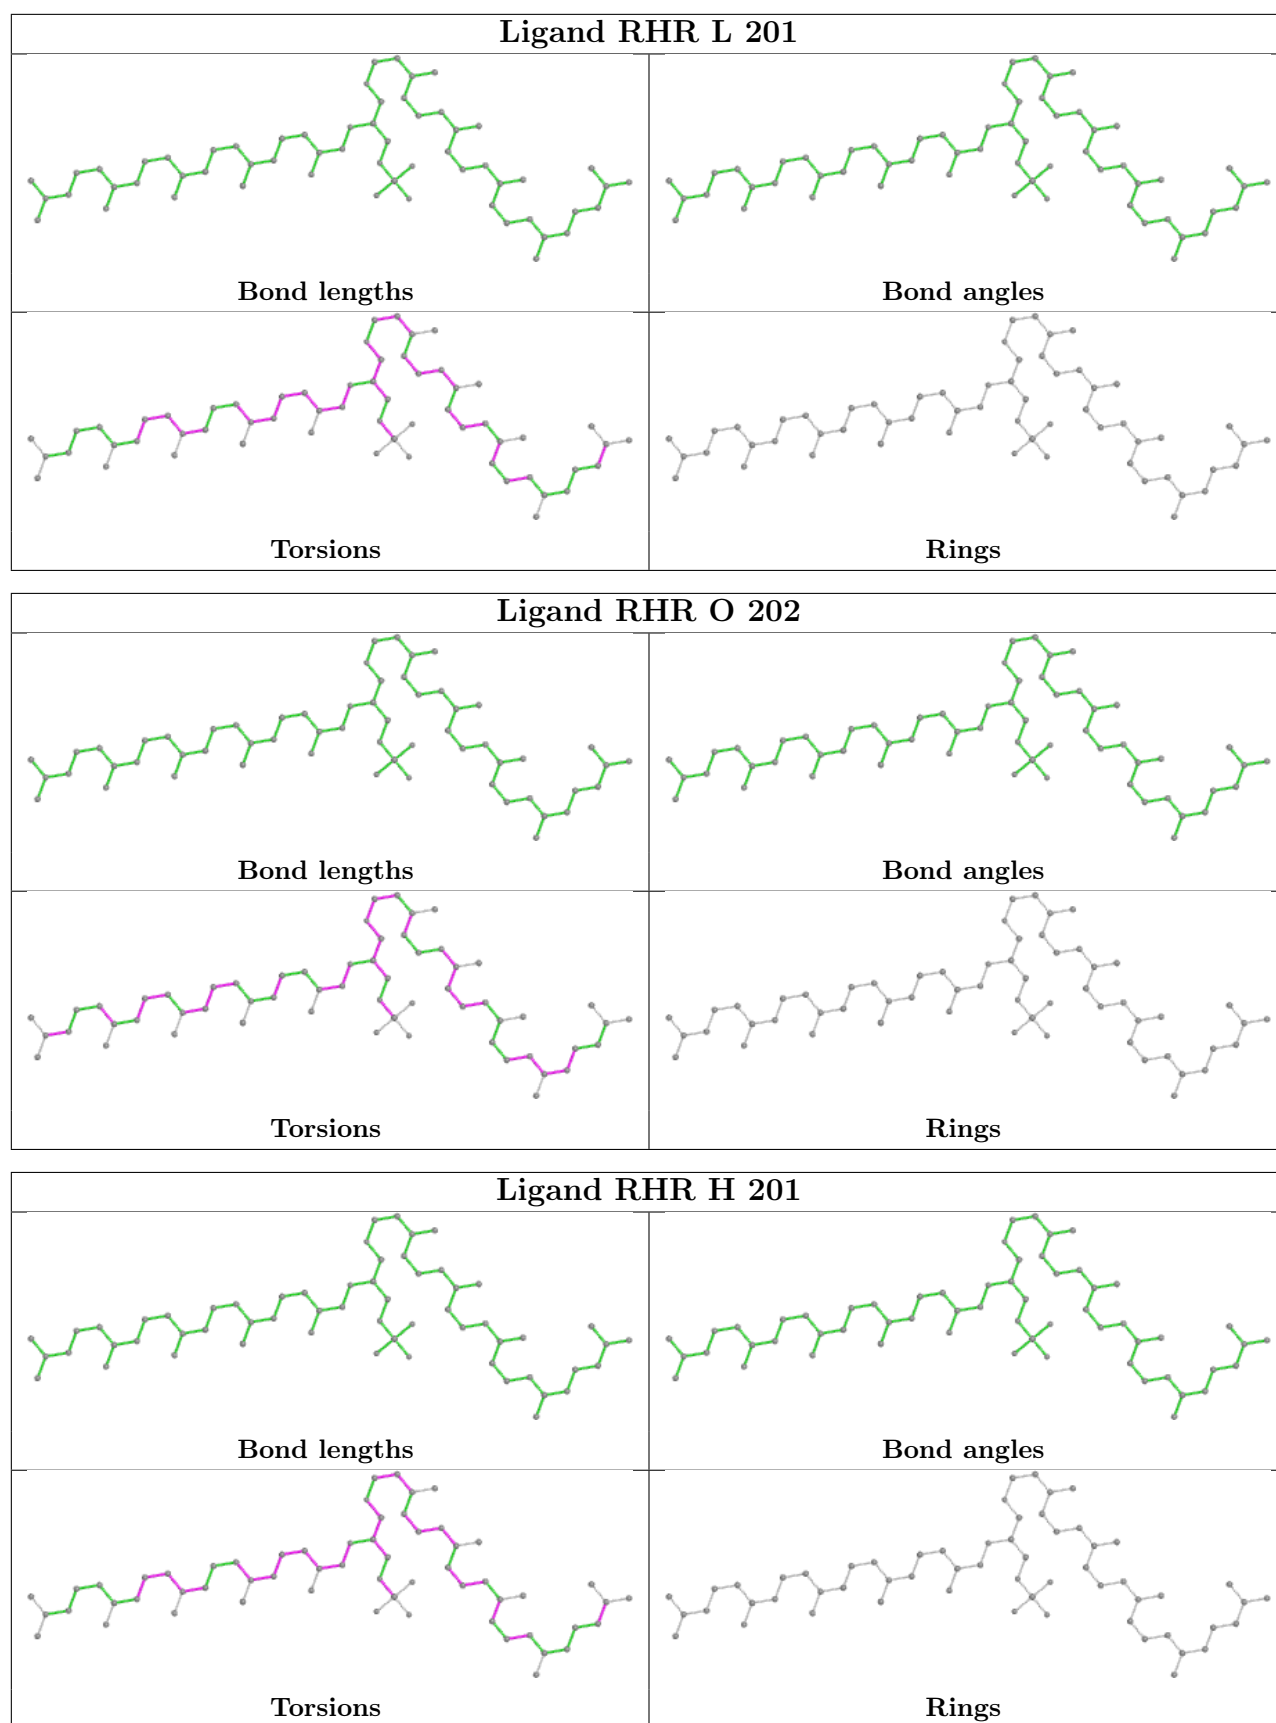 Ligand RHR L 201
Bond lengths
Bond angles
Torsions
Rings
Ligand RHR O 202
Bond lengths
Bond angles
Torsions
Rings
Ligand RHR H 201
Bond lengths
Bond angles
Torsions
Rings